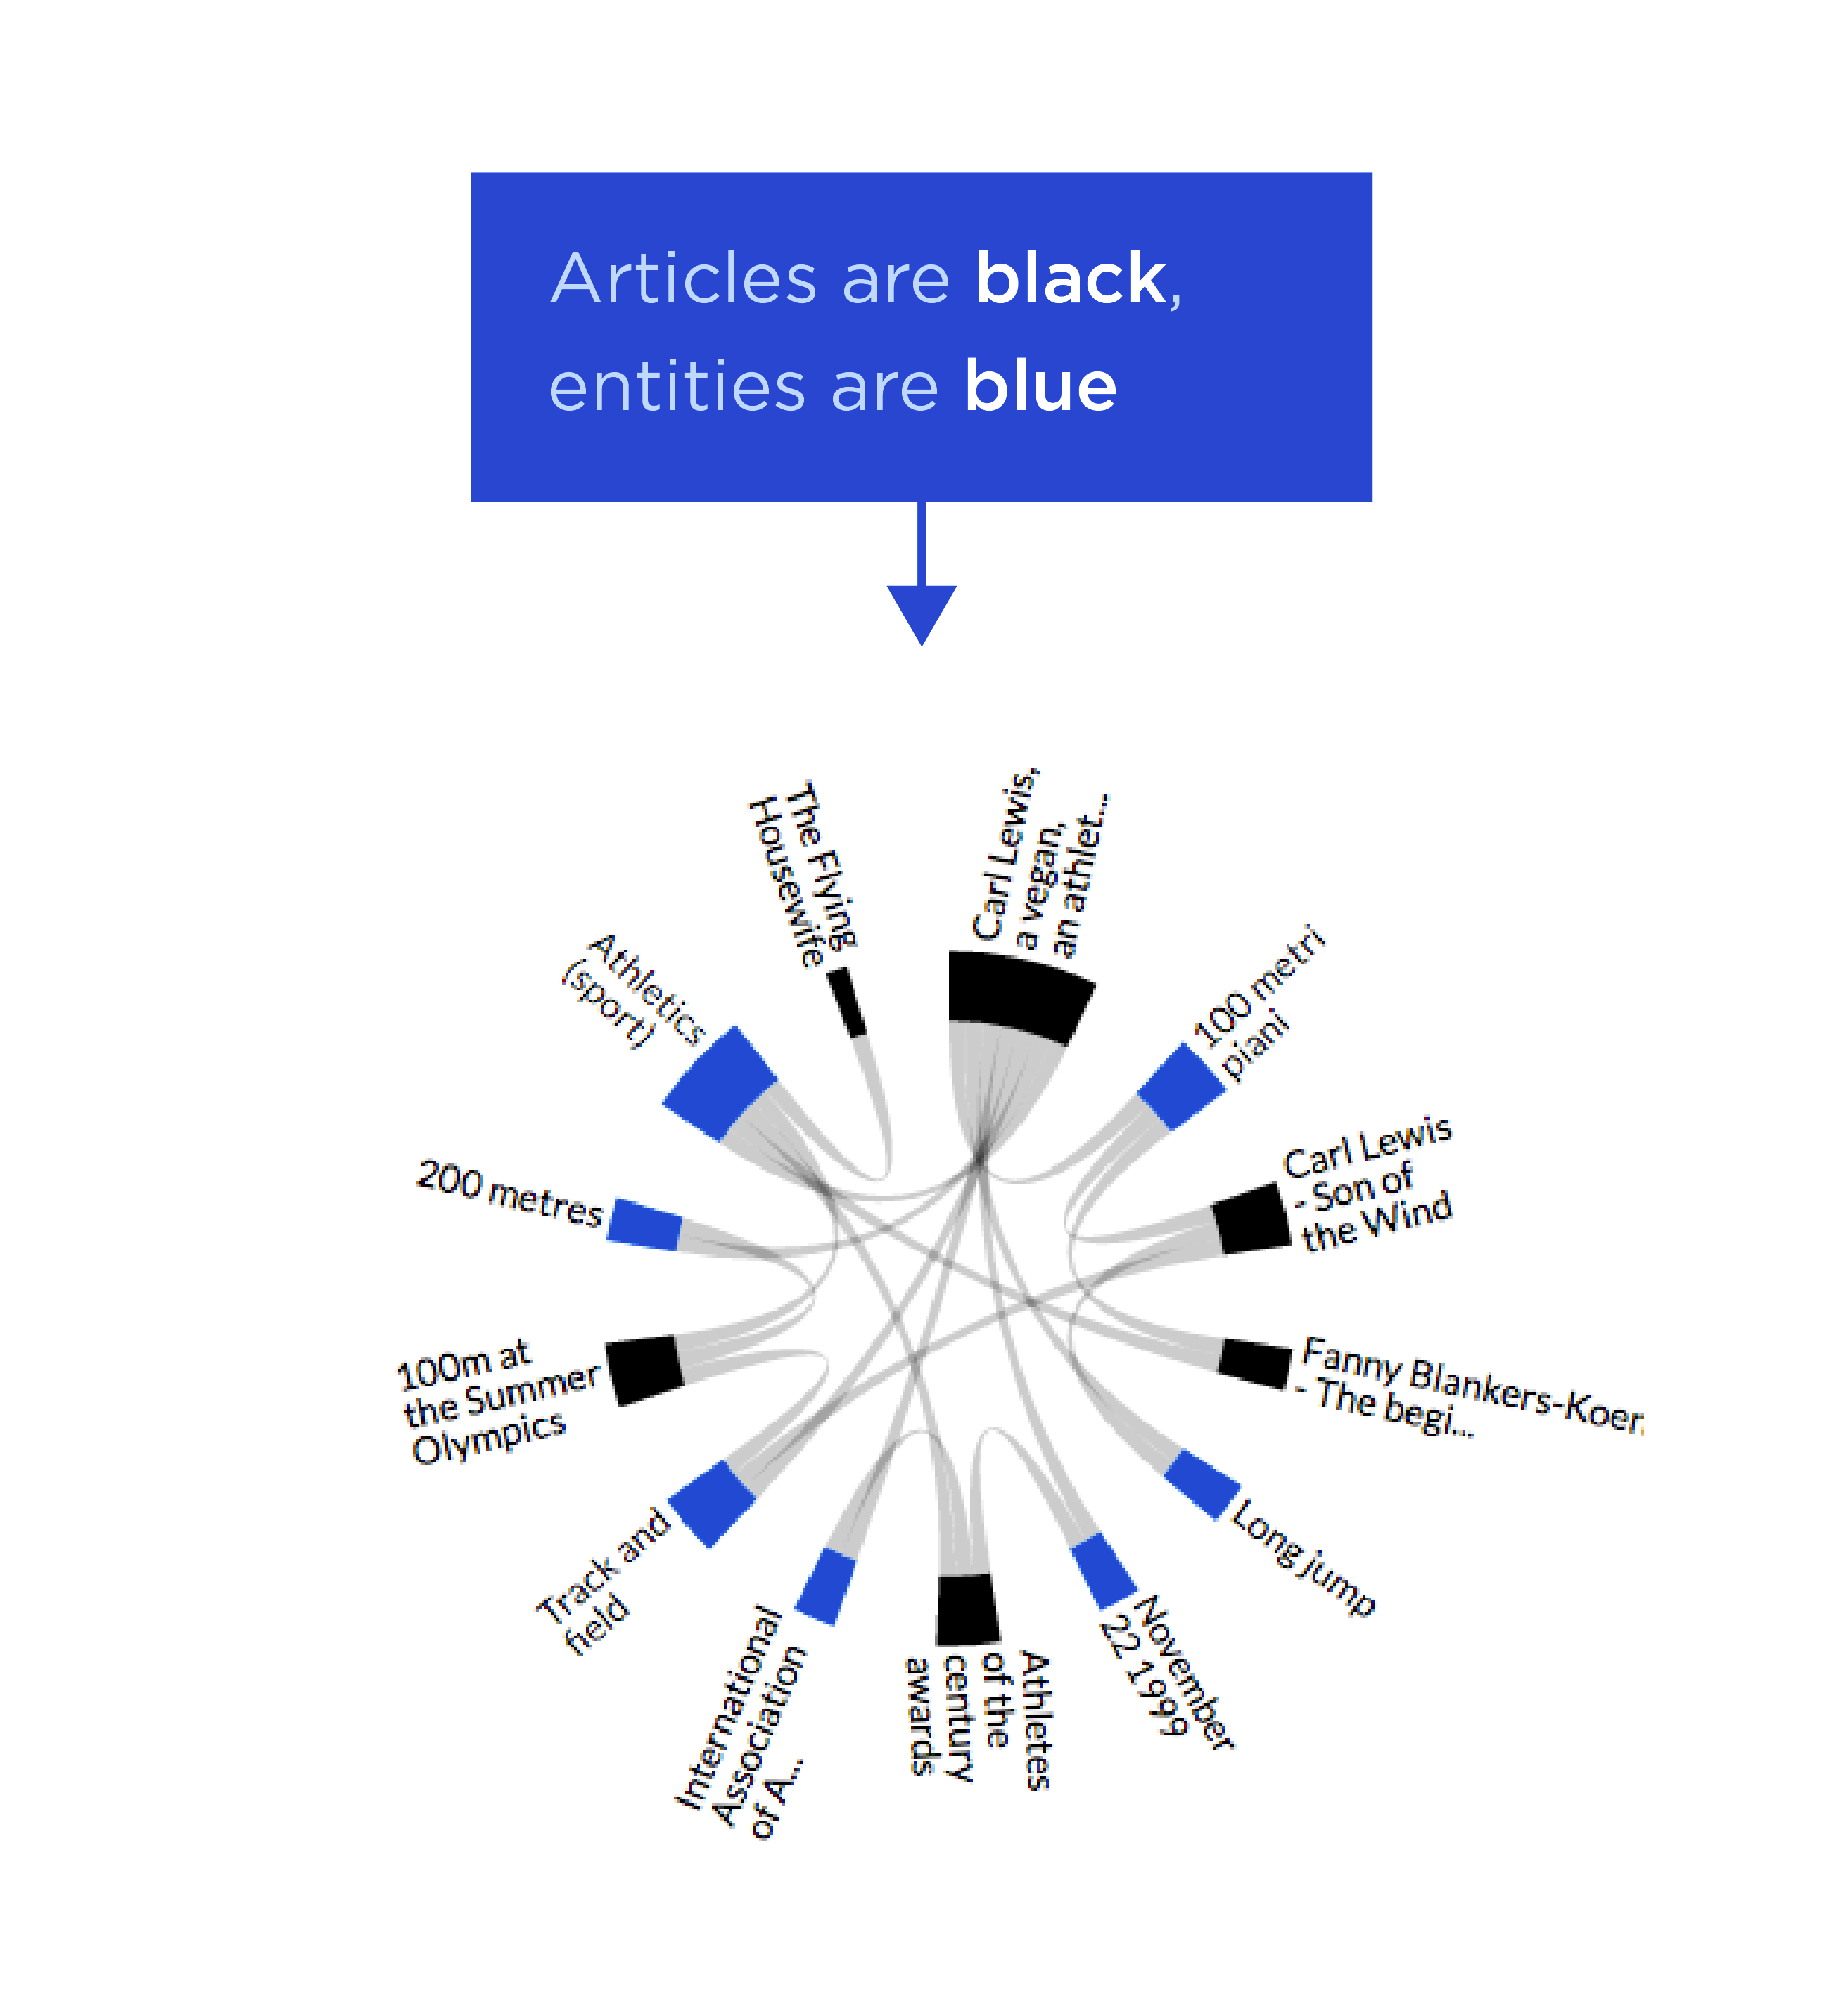 Articles are black,
entities are blue
The Flying
Housewife
Carl Lewis,
a vegan,
an athlet...
100 metri
piani
Carl Lewis
- Son of
the Wind
Fanny Blankers-Koen
- The begi...
Long jump
November
22 1999
Athletes
of the
century
awards
International
Association
of A...
Track and
field
100m at
the Summer
Olympics
200 metres
Athletics
(sport)